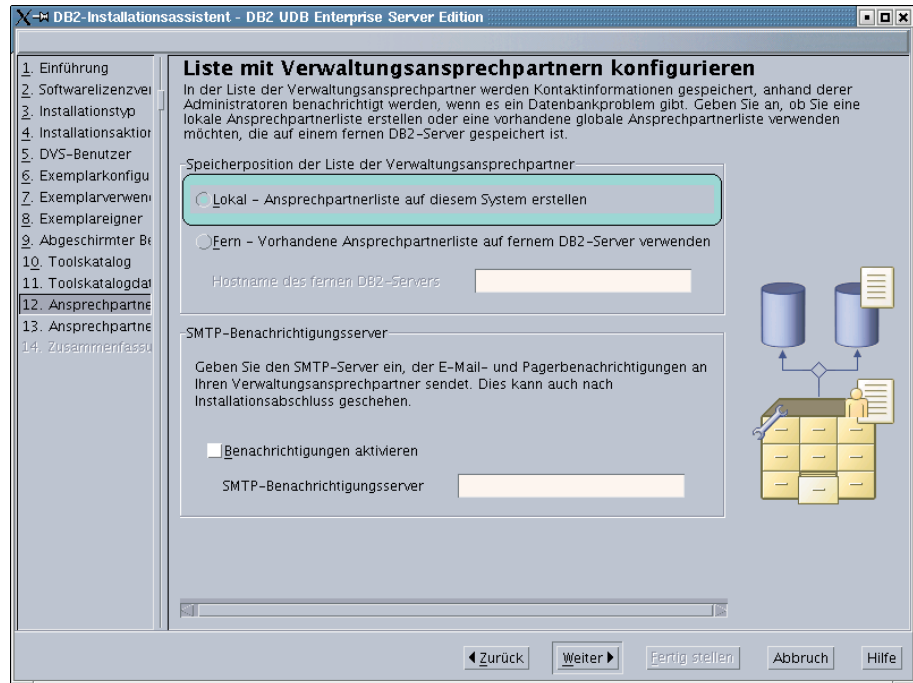 DB2-Installationsassistent - DB2 UDB Enterprise Server Edition
1. Einführung
2. Softwarelizenzve
3. Installationstyp
4. Installationsaktio
5. DVS-Benutzer
6. Exemplarkonfigu
7. Exemplarverwen
8. Exemplareigner
9. Abgeschirmter Be
10. Toolskatalog
11. Toolskatalogdat
12. Ansprechpartne
13. Ansprechpartne
14. Zusammenfassu
Liste mit Verwaltungsansprechpartnern konfigurieren
In der Liste der Verwaltungsansprechpartner werden Kontaktinformationen gespeichert, anhand derer
Administratoren benachrichtigt werden, wenn es ein Datenbankproblem gibt. Geben Sie an, ob Sie eine
lokale Ansprechpartnerliste erstellen oder eine vorhandene globale Ansprechpartnerliste verwenden
möchten, die auf einem fernen DB2-Server gespeichert ist.
Speicherposition der Liste der Verwaltungsansprechpartner
Lokal - Ansprechpartnerliste auf diesem System erstellen
Fern - Vorhandene Ansprechpartnerliste auf fernem DB2-Server verwenden
Hostname des fernen DB2-Servers
SMTP-Benachrichtigungsserver
Geben Sie den SMTP-Server ein, der E-Mail- und Pagerbenachrichtigungen an
Ihren Verwaltungsansprechpartner sendet. Dies kann auch nach
Installationsabschluss geschehen.
Benachrichtigungen aktivieren
SMTP-Benachrichtigungsserver
Zurück Weiter Fertig stellen Abbruch Hilfe